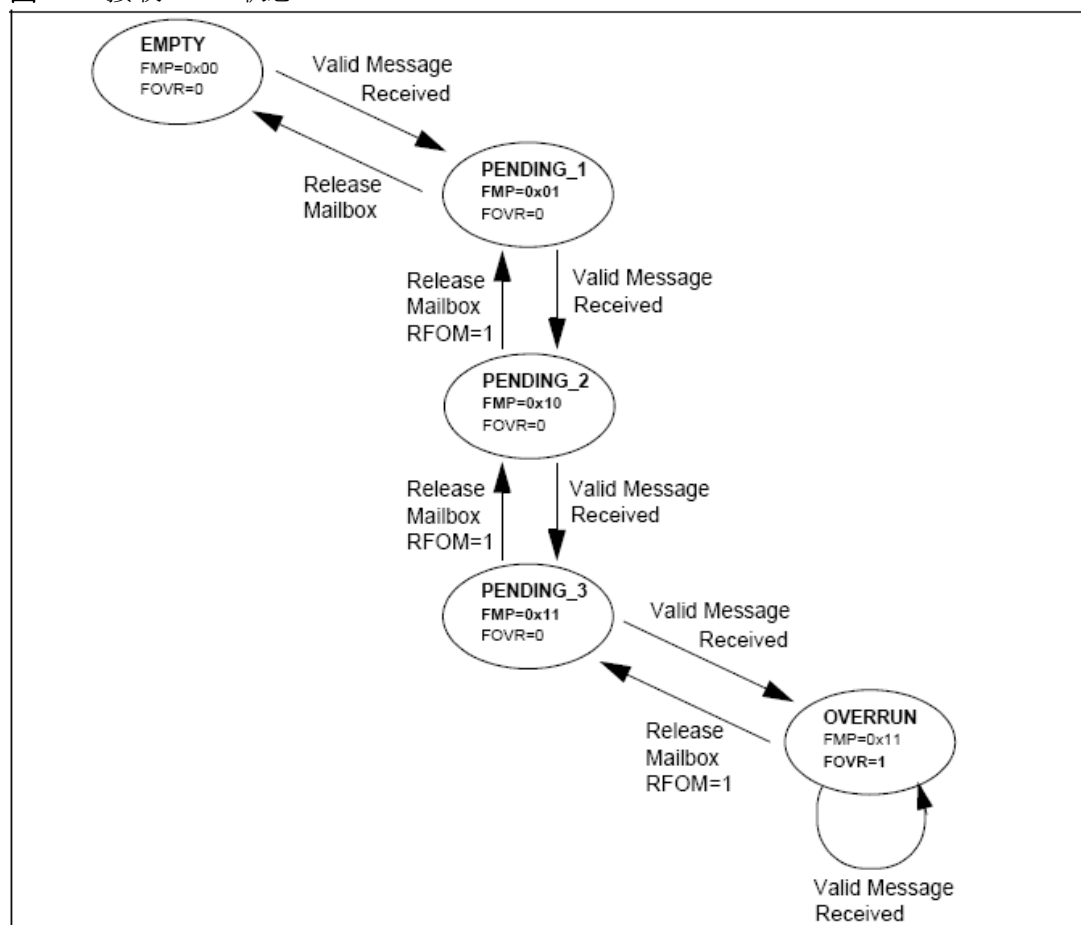 EMPTY
FMP=0x00
FOVR=0
Valid Message
Received
Release
Mailbox
PENDING_1
FMP=0x01
FOVR=0
Release
Mailbox
RFOM=1
Valid Message
Received
PENDING_2
FMP=0x10
FOVR=0
Release
Mailbox
RFOM=1
Valid Message
Received
PENDING_3
FMP=0x11
FOVR=0
Valid Message
Received
Release
Mailbox
RFOM=1
OVERRUN
FMP=0x11
FOVR=1
Valid Message
Received